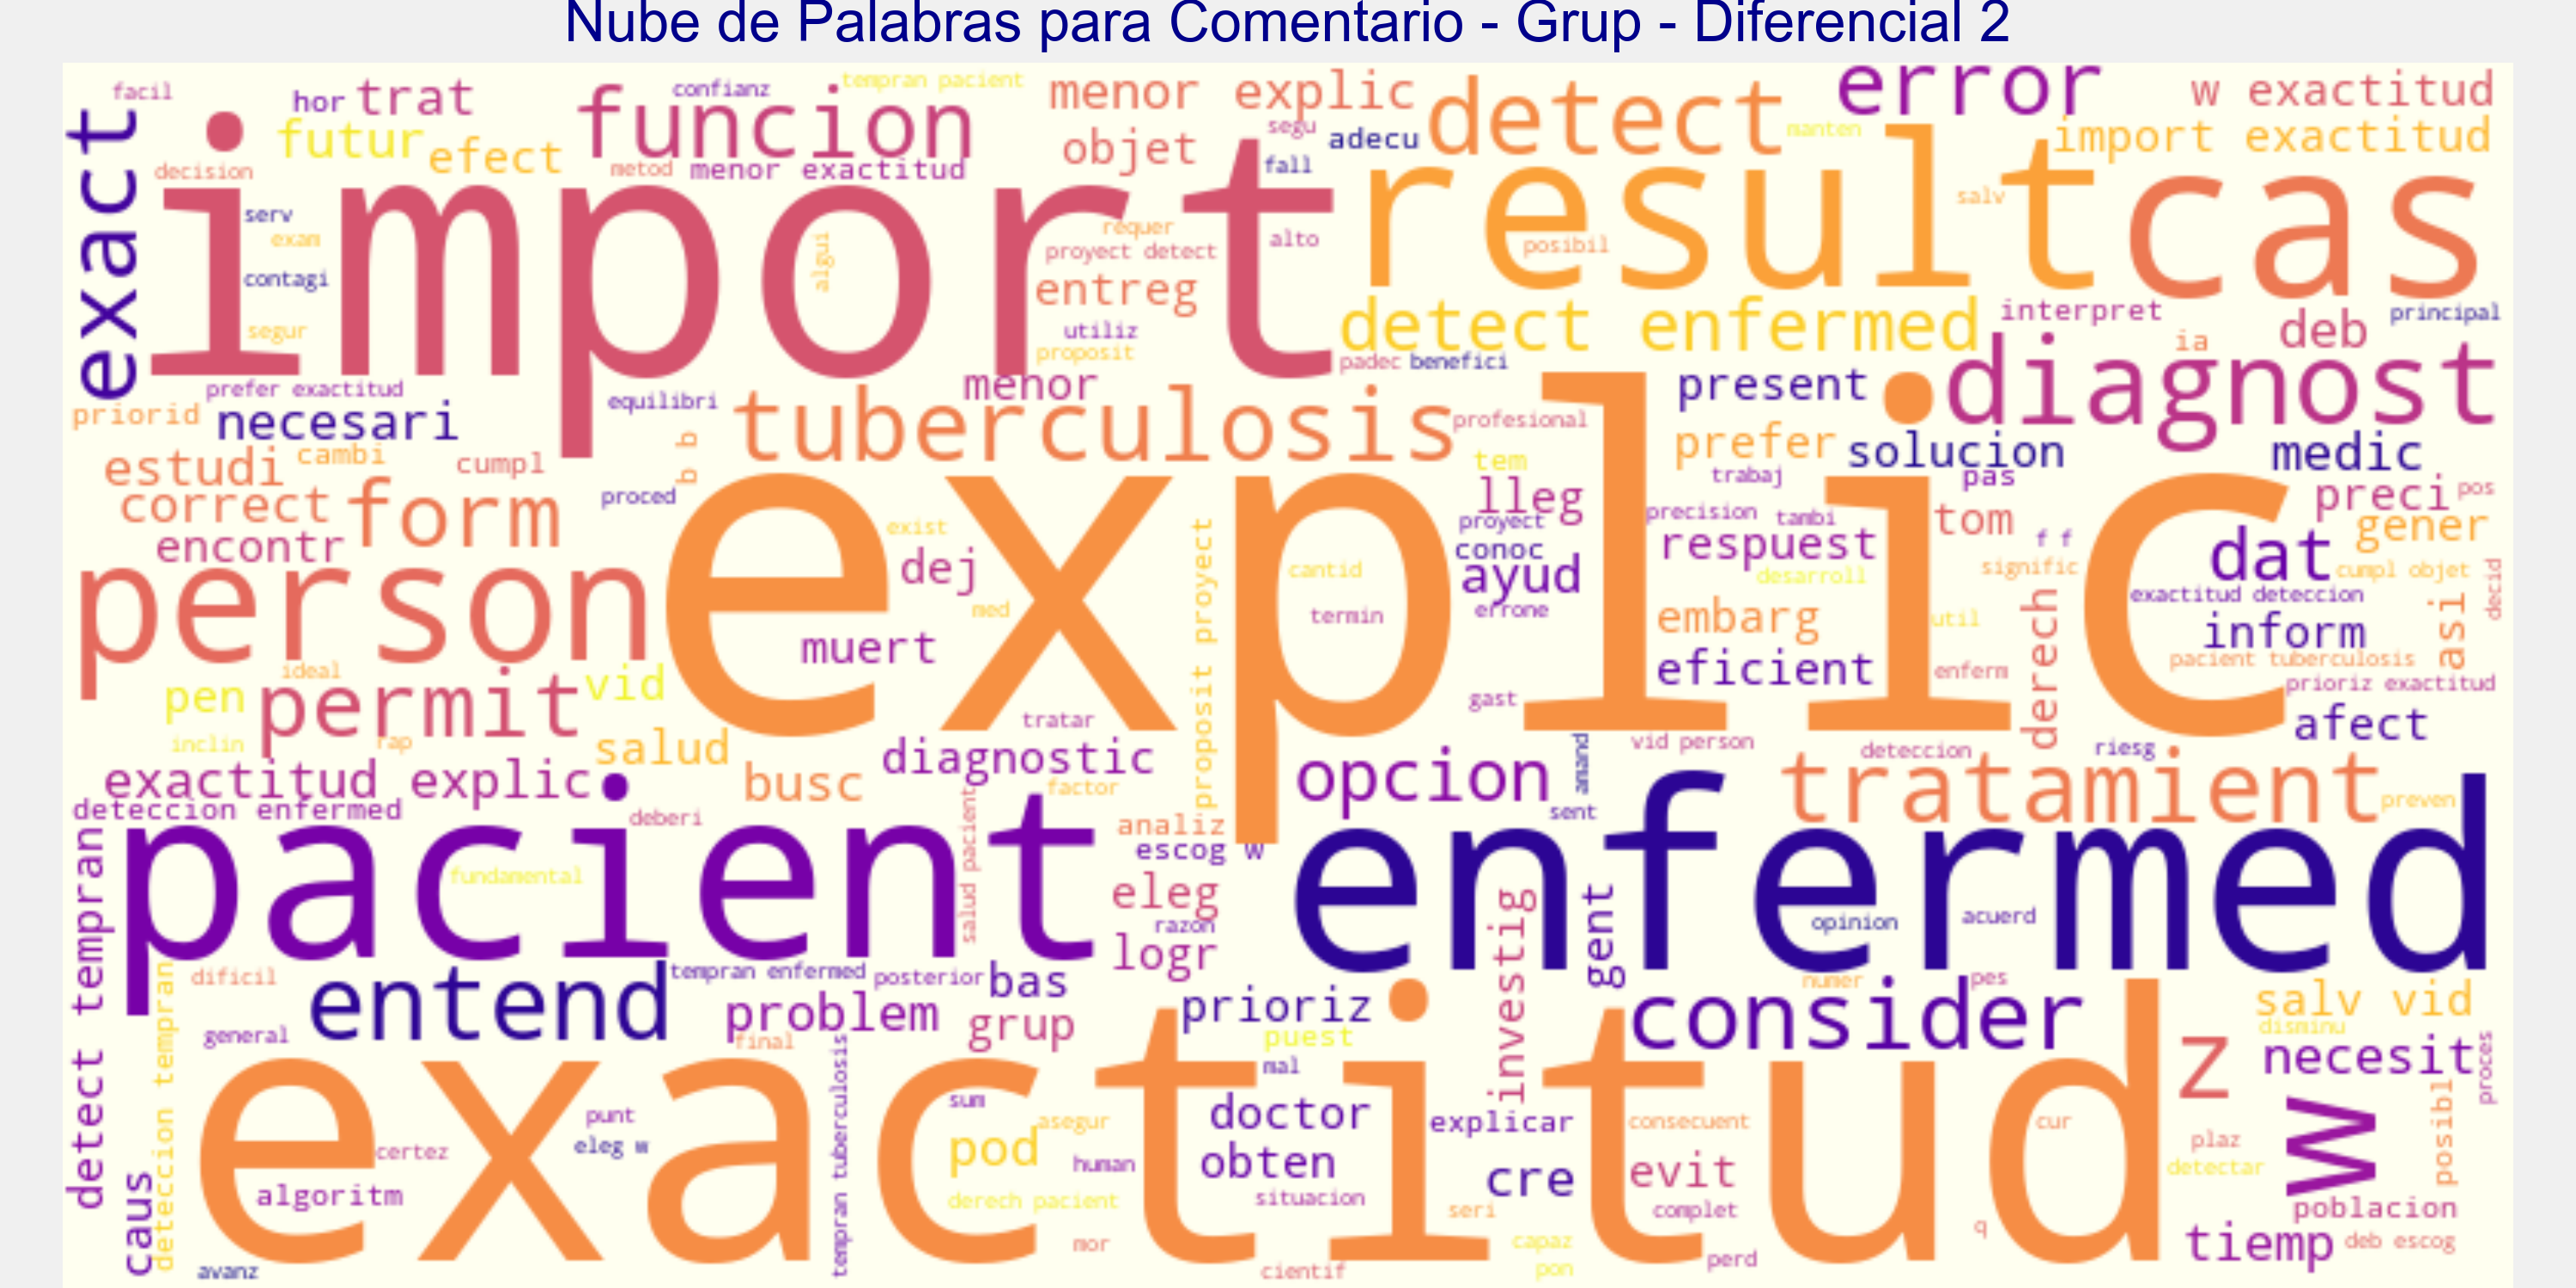 Nube de Palabras para Comentario - Grup - Diferencial 2
facil
hor
trat
confianz
tempran pacient
menor explic
error
w exactitud
exact
futur
efect
funcion
segu
adecu
detect
manten
import exactitud
decision
metod
menor exactitud
objet
fall
import
result
cas
serv
exam
algui
requer
proyect detect
alto
posibil
salv
contagi
entreg
segur
utiliz
proposit
detect enfermed
interpret
ia
deb
principal
padec
benefici
prefer exactitud
menor
present
diagnost
priorid
necesari
equilibri
tuberculosis
profesional
prefer
solucion
medic
b b
estudi
cambi
cumpl
tem
trabaj
pas
correct
form
proced
lleg
preci
pos
encontr
exist
proyect
precision
tambi
tom
gener
explic
conoc
respuest
f f
dat
person
dej
cantid
ayud
desarroll
signific
cumpl objet
med
termin
errone
embarg
util
derech
exactitud deteccion
decid
muert
proposit proyect
inform
asi
ideal
eficient
enferm
pacient tuberculosis
pen
permit
vid
gast
prioriz exactitud
tratar
afect
inclin
rap
salud
diagnostic
vid person
deteccion
riesg
exactitud explic
busc
factor
opcion
amand
tratamient
preven
deteccion enfermed
deberi
salud pacient
analiz
sent
escog w
pacient
enfermed
detect tempran
fundamental
eleg
razon
investig
gent
opinion
acuerd
logr
dificil
entend
tempran enfermed
posterior
bas
prioriz
numer
pes
salv vid
general
problem
grup
final
puest
consider
disminu
necesit
proces
deteccion tempran
mal
z
exactitud
punt
tempran tuberculosis
sum
asegur
doctor
explicar
consecuent
cur
w
posibl
certez
eleg w
pod
human
obten
plaz
detectar
caus
algoritm
derech pacient
situacion
cre
evit
seri
complet
poblacion
mor
q
tiemp
deb escog
avanz
cientif
capaz
pon
perd